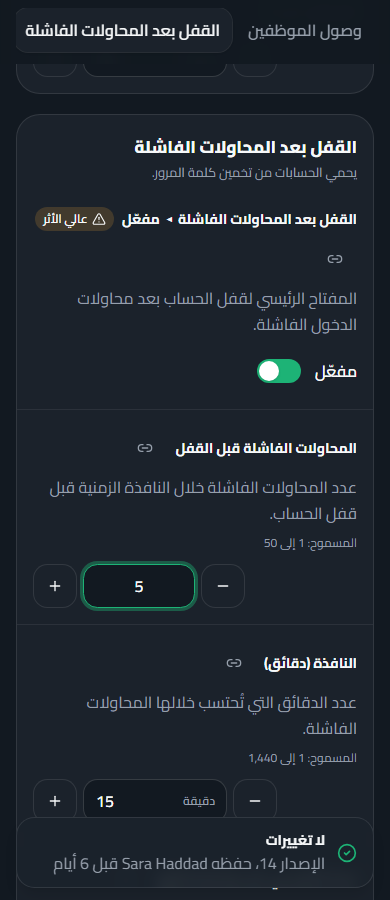 وصول الموظفين
القفل بعد المحاولات الفاشلة
القفل بعد المحاولات الفاشلة
يحمي الحسابات من تخمين كلمة المرور.
القفل بعد المحاولات الفاشلة ◂ مفعّل
عالي الأثر
المفتاح الرئيسي لقفل الحساب بعد محاولات
الدخول الفاشلة.
مفعّل
المحاولات الفاشلة قبل القفل
عدد المحاولات الفاشلة خلال النافذة الزمنية قبل
قفل الحساب.
المسموح: 1 إلى 50
− 5 +
النافذة (دقائق)
عدد الدقائق التي تُحتسب خلالها المحاولات
الفاشلة.
المسموح: 1 إلى 1,440
− دقيقة 15 +
لا تغييرات
الإصدار 14، حفظه Sara Haddad قبل 6 أيام